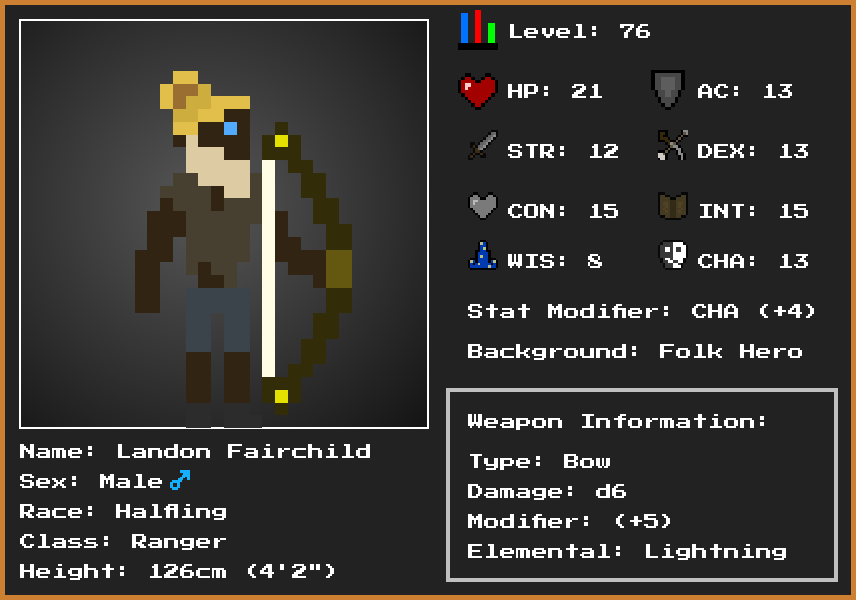 Level: 76
HP: 21 AC: 13
STR: 12 DEX: 13
CON: 15 INT: 15
WIS: 8 CHA: 13
Stat Modifier: CHA (+4)
Background: Folk Hero
Weapon Information:
Type: Bow
Damage: d6
Modifier: (+5)
Elemental: Lightning
Name: Landon Fairchild
Sex: Male ♂
Race: Halfling
Class: Ranger
Height: 126cm (4'2")